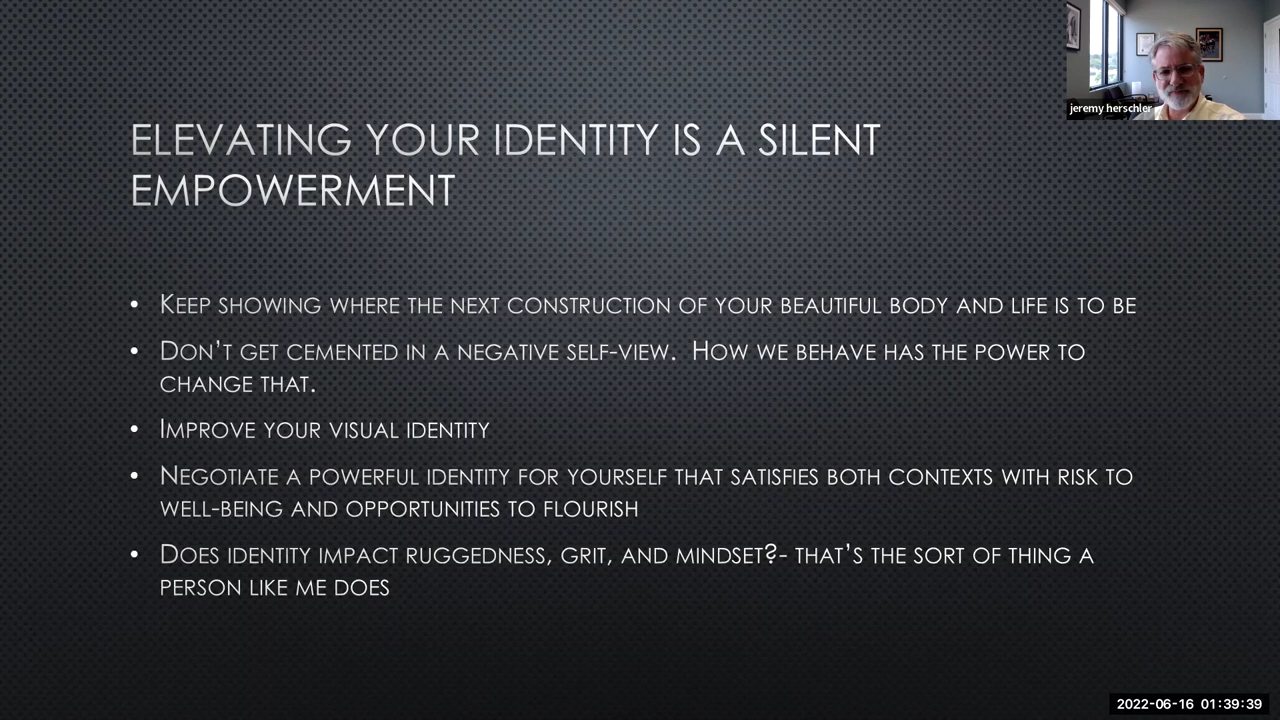 jeremy herschler
ELEVATING YOUR IDENTITY IS A SILENT
EMPOWERMENT
• KEEP SHOWING WHERE THE NEXT CONSTRUCTION OF YOUR BEAUTIFUL BODY AND LIFE IS TO BE
• DON’T GET CEMENTED IN A NEGATIVE SELF-VIEW. HOW WE BEHAVE HAS THE POWER TO
CHANGE THAT.
• IMPROVE YOUR VISUAL IDENTITY
• NEGOTIATE A POWERFUL IDENTITY FOR YOURSELF THAT SATISFIES BOTH CONTEXTS WITH RISK TO
WELL-BEING AND OPPORTUNITIES TO FLOURISH
• DOES IDENTITY IMPACT RUGGEDNESS, GRIT, AND MINDSET?- THAT’S THE SORT OF THING A
PERSON LIKE ME DOES
2022-06-16 01:39:39